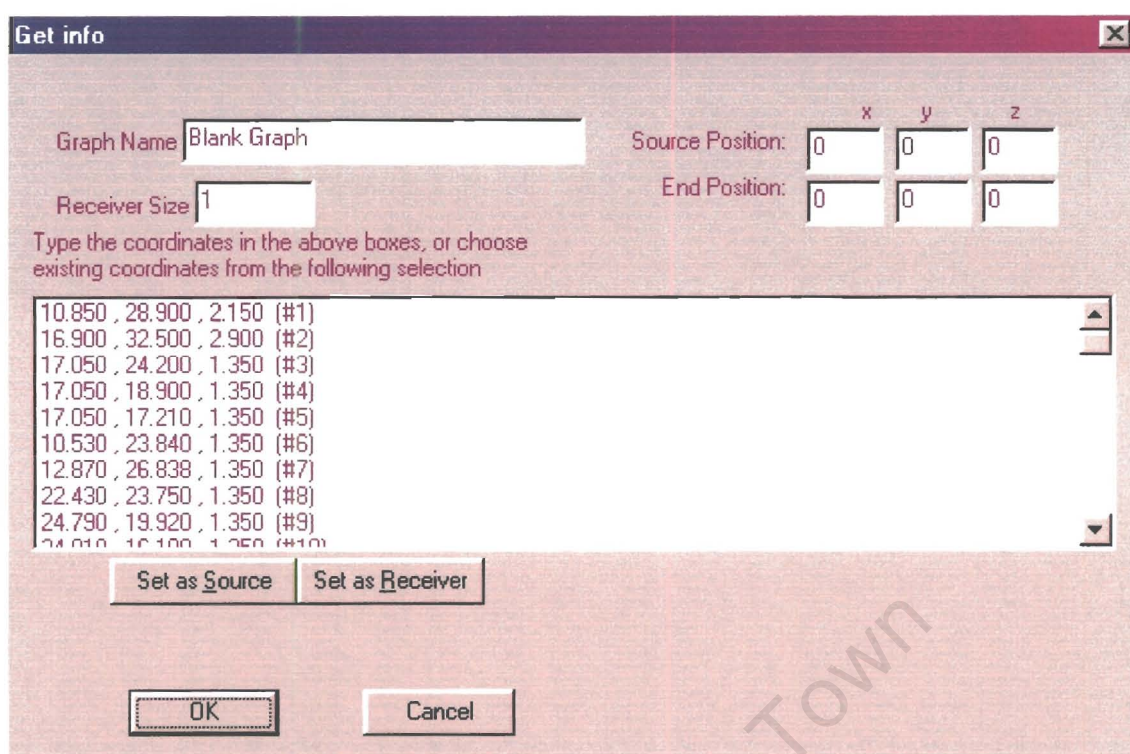 Get info
x y z
Graph Name Blank Graph Source Position: 0 0 0
Receiver Size 1 End Position: 0 0 0
Type the coordinates in the above boxes, or choose
existing coordinates from the following selection
10.850 , 28.900 , 2.150 (#1)
16.900 , 32.500 , 2.900 (#2)
17.050 , 24.200 , 1.350 (#3)
17.050 , 18.900 , 1.350 (#4)
17.050 , 17.210 , 1.350 (#5)
10.530 , 23.840 , 1.350 (#6)
12.870 , 26.838 , 1.350 (#7)
22.430 , 23.750 , 1.350 (#8)
24.790 , 19.920 , 1.350 (#9)
Set as Source Set as Receiver
OK Cancel
Town